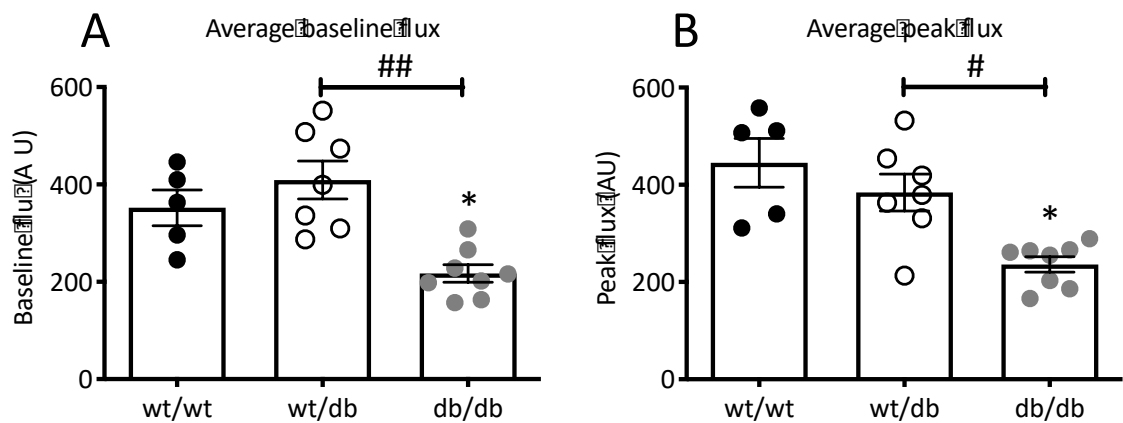 A
Average baseline flux
##
600
400
200
0
Baseline flu (A U)
*
wt/wt
wt/db
db/db
B
Average peak flux
#
600
400
200
0
Peak flux (AU)
*
wt/wt
wt/db
db/db